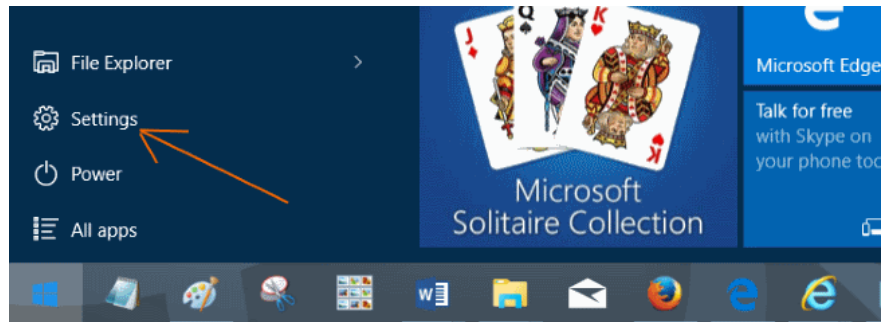 File Explorer
Settings
Power
All apps
J
Q
K
K
Microsoft
Solitaire Collection
Microsoft Edge
Talk for free
with Skype on
your phone too
W